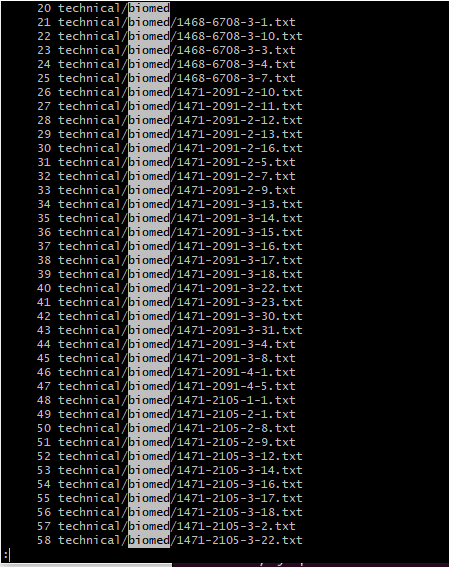 20 technical/biomed
21 technical/biomed/1468-6708-3-1.txt
22 technical/biomed/1468-6708-3-10.txt
23 technical/biomed/1468-6708-3-3.txt
24 technical/biomed/1468-6708-3-4.txt
25 technical/biomed/1468-6708-3-7.txt
26 technical/biomed/1471-2091-2-10.txt
27 technical/biomed/1471-2091-2-11.txt
28 technical/biomed/1471-2091-2-12.txt
29 technical/biomed/1471-2091-2-13.txt
30 technical/biomed/1471-2091-2-16.txt
31 technical/biomed/1471-2091-2-5.txt
32 technical/biomed/1471-2091-2-7.txt
33 technical/biomed/1471-2091-2-9.txt
34 technical/biomed/1471-2091-3-13.txt
35 technical/biomed/1471-2091-3-14.txt
36 technical/biomed/1471-2091-3-15.txt
37 technical/biomed/1471-2091-3-16.txt
38 technical/biomed/1471-2091-3-17.txt
39 technical/biomed/1471-2091-3-18.txt
40 technical/biomed/1471-2091-3-22.txt
41 technical/biomed/1471-2091-3-23.txt
42 technical/biomed/1471-2091-3-30.txt
43 technical/biomed/1471-2091-3-31.txt
44 technical/biomed/1471-2091-3-4.txt
45 technical/biomed/1471-2091-3-8.txt
46 technical/biomed/1471-2091-4-1.txt
47 technical/biomed/1471-2091-4-5.txt
48 technical/biomed/1471-2105-1-1.txt
49 technical/biomed/1471-2105-2-1.txt
50 technical/biomed/1471-2105-2-8.txt
51 technical/biomed/1471-2105-2-9.txt
52 technical/biomed/1471-2105-3-12.txt
53 technical/biomed/1471-2105-3-14.txt
54 technical/biomed/1471-2105-3-16.txt
55 technical/biomed/1471-2105-3-17.txt
56 technical/biomed/1471-2105-3-18.txt
57 technical/biomed/1471-2105-3-2.txt
58 technical/biomed/1471-2105-3-22.txt
: